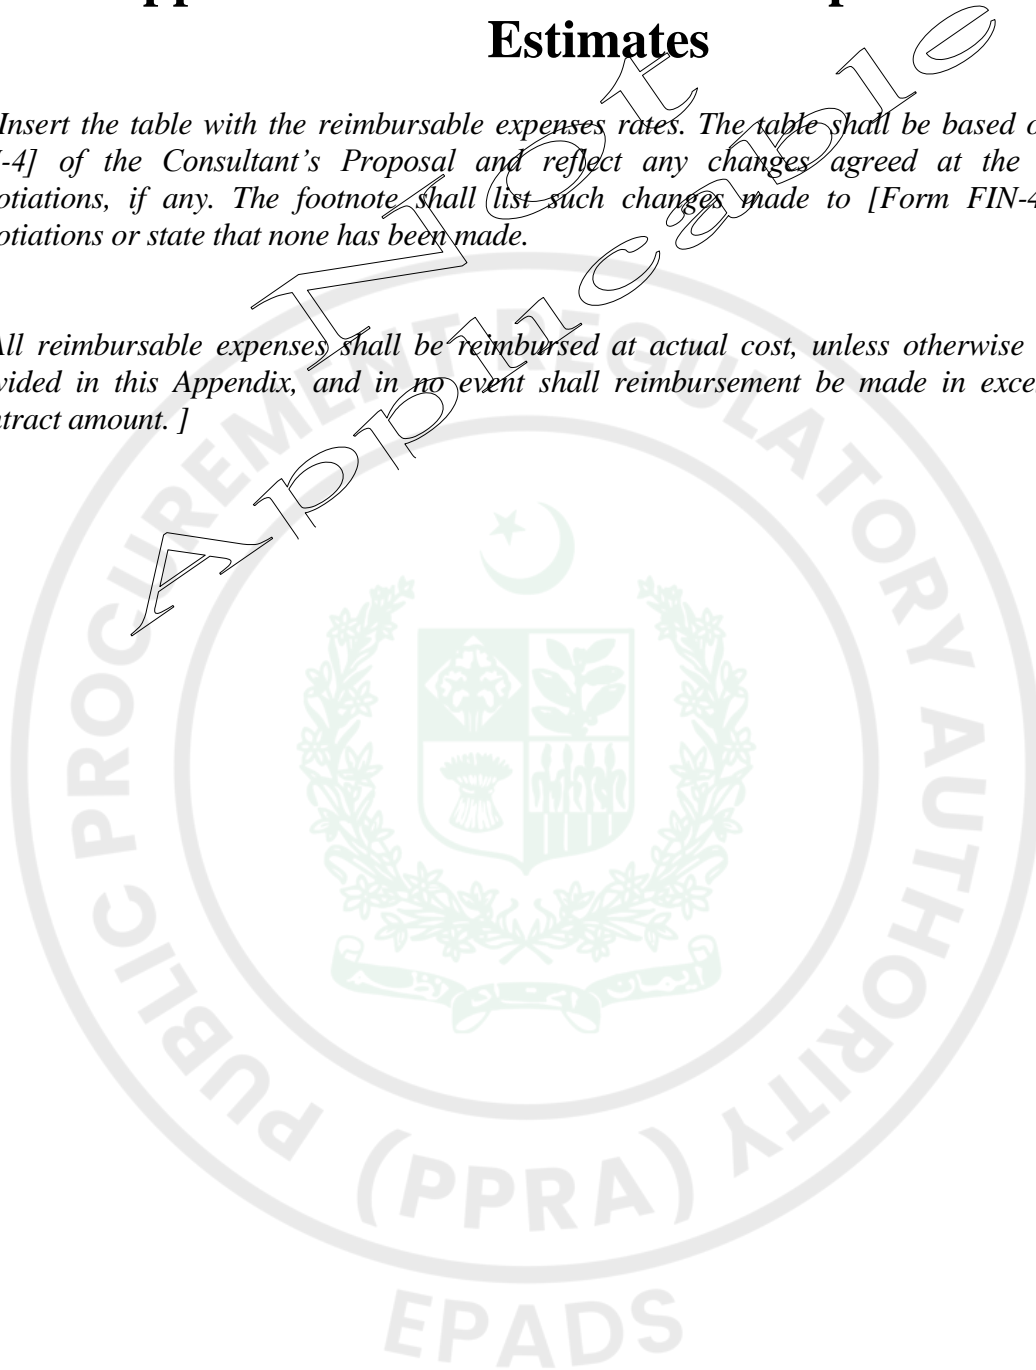 Estimates
Insert the table with the reimbursable expenses rates. The table shall be based
-4] of the Consultant's Proposal and reflect any changes agreed at the
otiations, if any. The footnote shall list such changes made to [Form FIN-4
otiations or state that none has been made.
All reimbursable expenses shall be reimbursed at actual cost, unless otherwise
vided in this Appendix, and in no event shall reimbursement be made in exce
ntract amount. ]
Not
Applicable
PUBLIC PROCUREMENT REGULATORY AUTHORITY
(PPRA)
EPADS